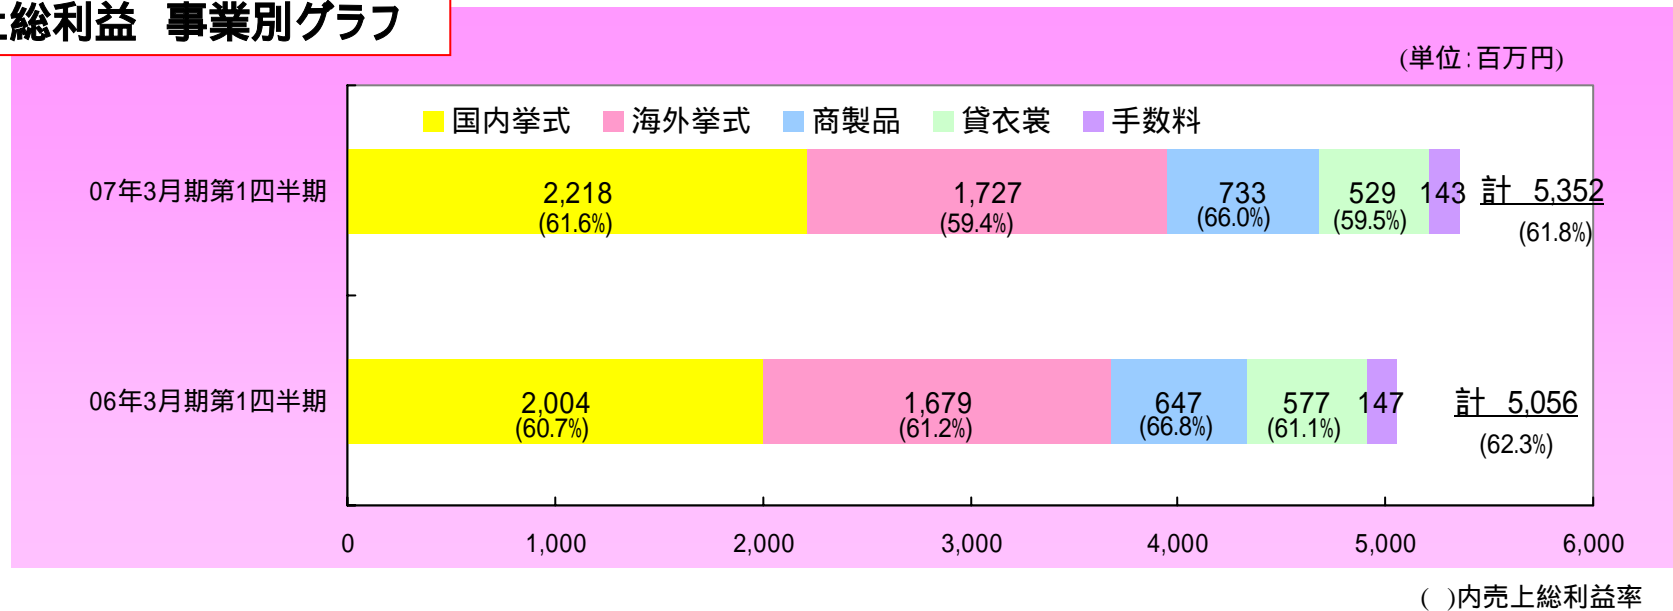 上総利益 事業別グラフ
(単位:百万円)
国内挙式 海外挙式 商製品 貸衣裳 手数料
07年3月期第1四半期 2,218 1,727 733 529 143 計 5,352
(61.6%) (59.4%) (66.0%) (59.5%) (61.8%)
06年3月期第1四半期 2,004 1,679 647 577 147 計 5,056
(60.7%) (61.2%) (66.8%) (61.1%) (62.3%)
0 1,000 2,000 3,000 4,000 5,000 6,000
( )内売上総利益率